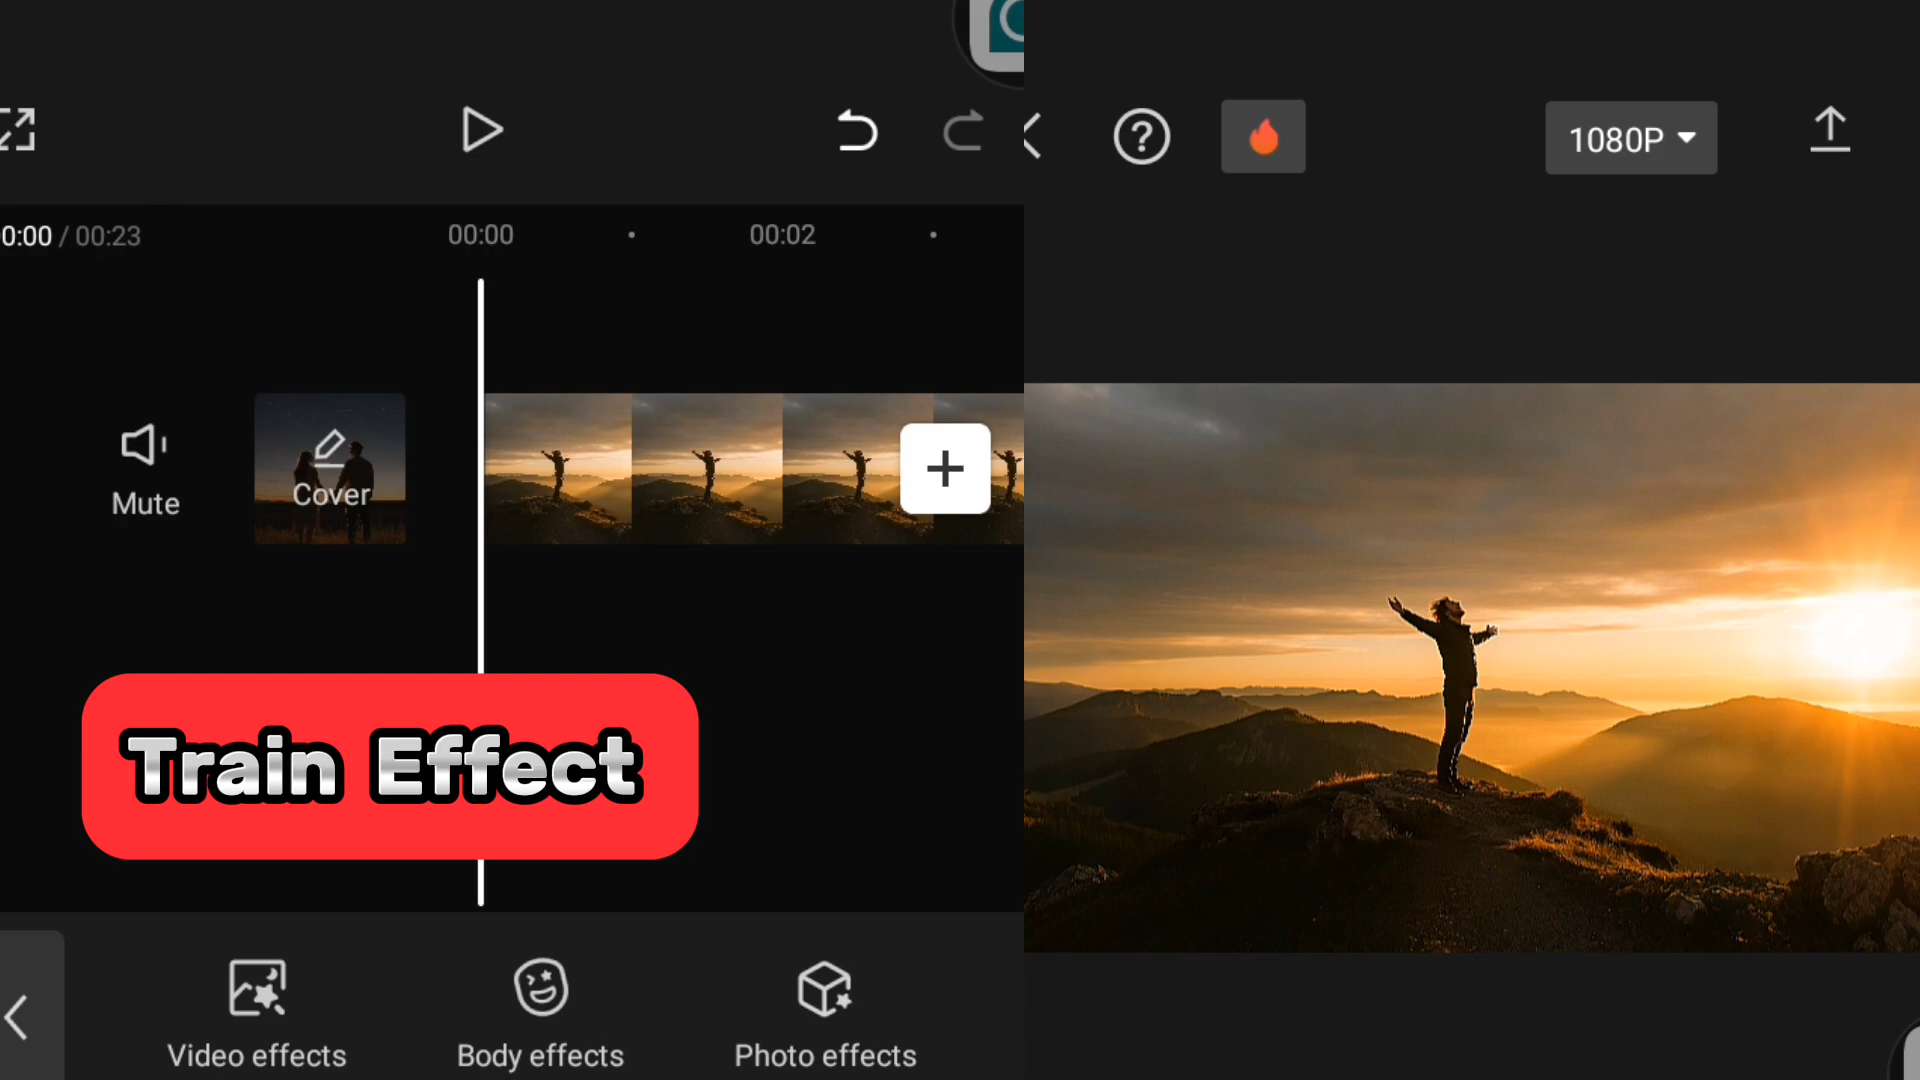 0:00 / 00:23
00:00
00:02
Mute
Cover
Train Effect
Video effects
Body effects
Photo effects
?
1080P